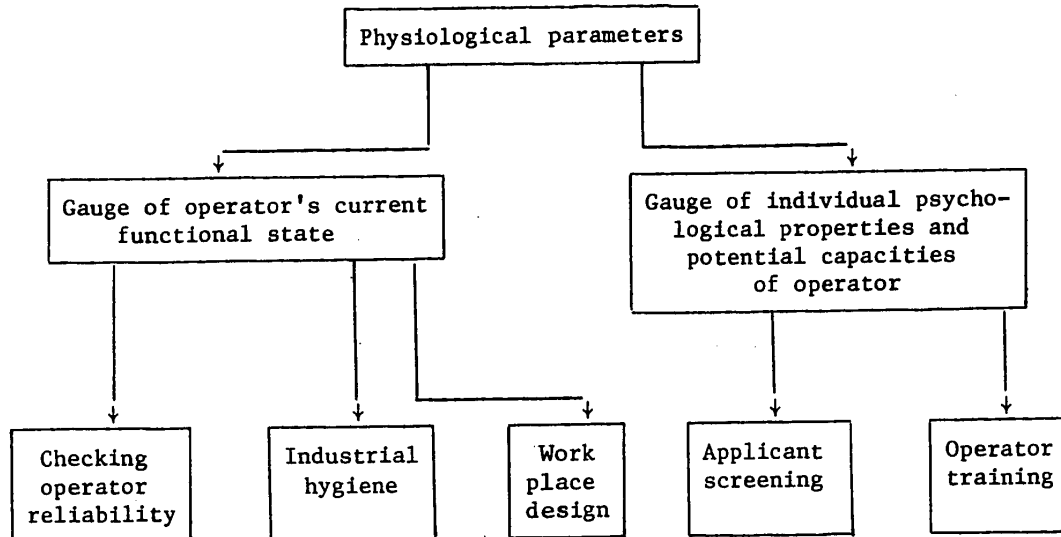 Physiological parameters
Gauge of operator's current
functional state
Gauge of individual psycho-
logical properties and
potential capacities
of operator
Checking
operator
reliability
Industrial
hygiene
Work
place
design
Applicant
screening
Operator
training